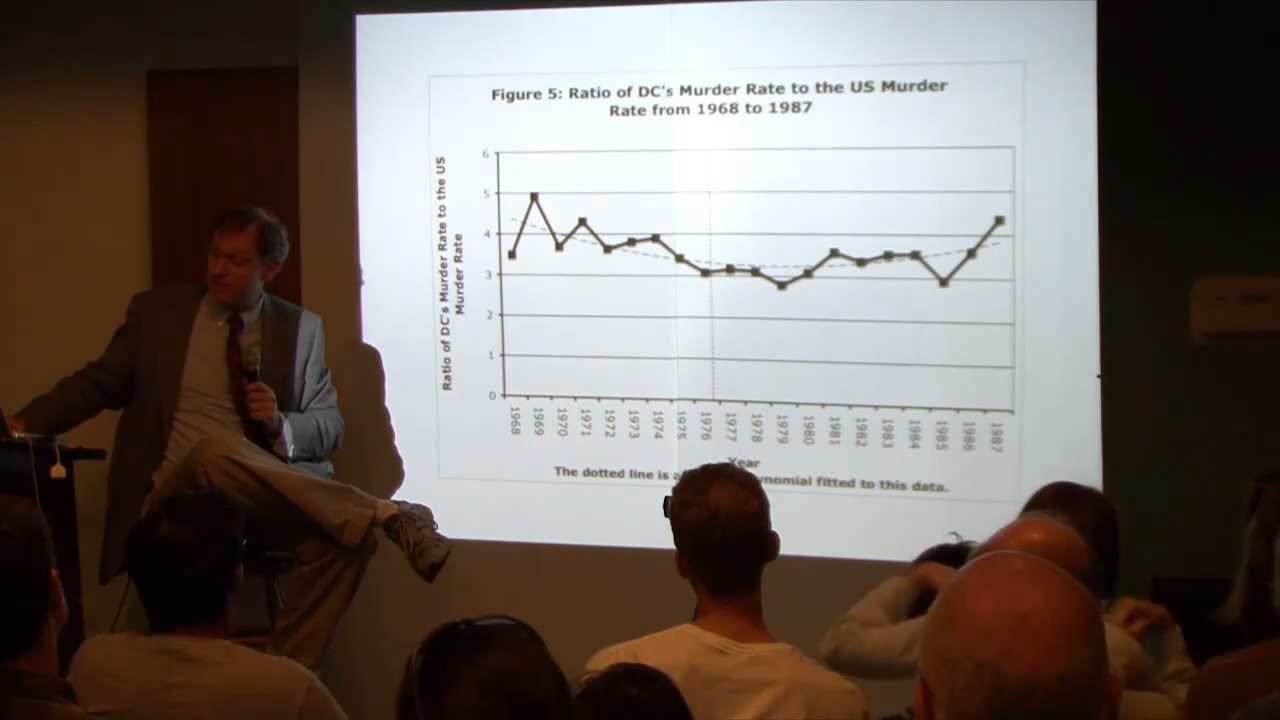 Figure 5: Ratio of DC's Murder Rate to the US Murder
Rate from 1968 to 1987
Ratio of DC's Murder Rate to the US
Murder Rate
6
5
4
3
2
1
0
1968 1969 1970 1971 1972 1973 1974 1975 1976 1977 1978 1979 1980 1981 1982 1983 1984 1985 1986 1987
Year
The dotted line is a fitted to this data.